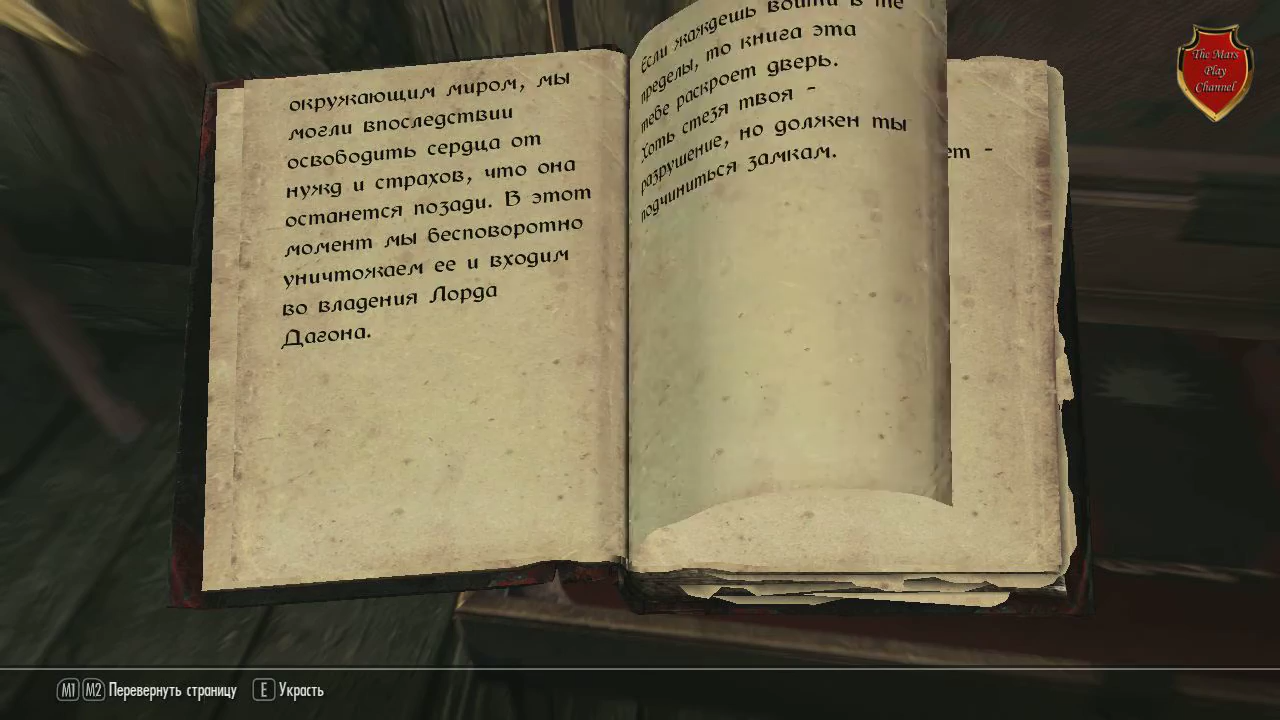 окружающим миром, мы
могли впоследствии
освободить сердца от
нужд и страхов, что она
останется позади. В этот
момент мы бесповоротно
уничтожаем ее и входим
во владения Лорда
Дагона.
Если жаждешь войти в те
пределы, то книга эта
тебе раскроет дверь.
Хоть стезя твоя -
разрушение, но должен ты
подчиниться замкам.
ет -
The Mars
Play
Channel
M1 M2 Перевернуть страницу E Украсть